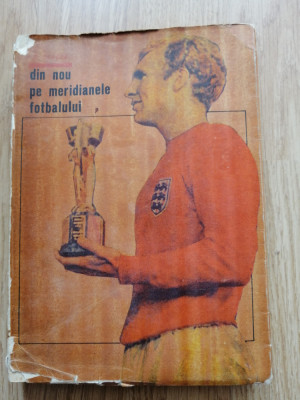 din nou
pe meridianele
fotbalului